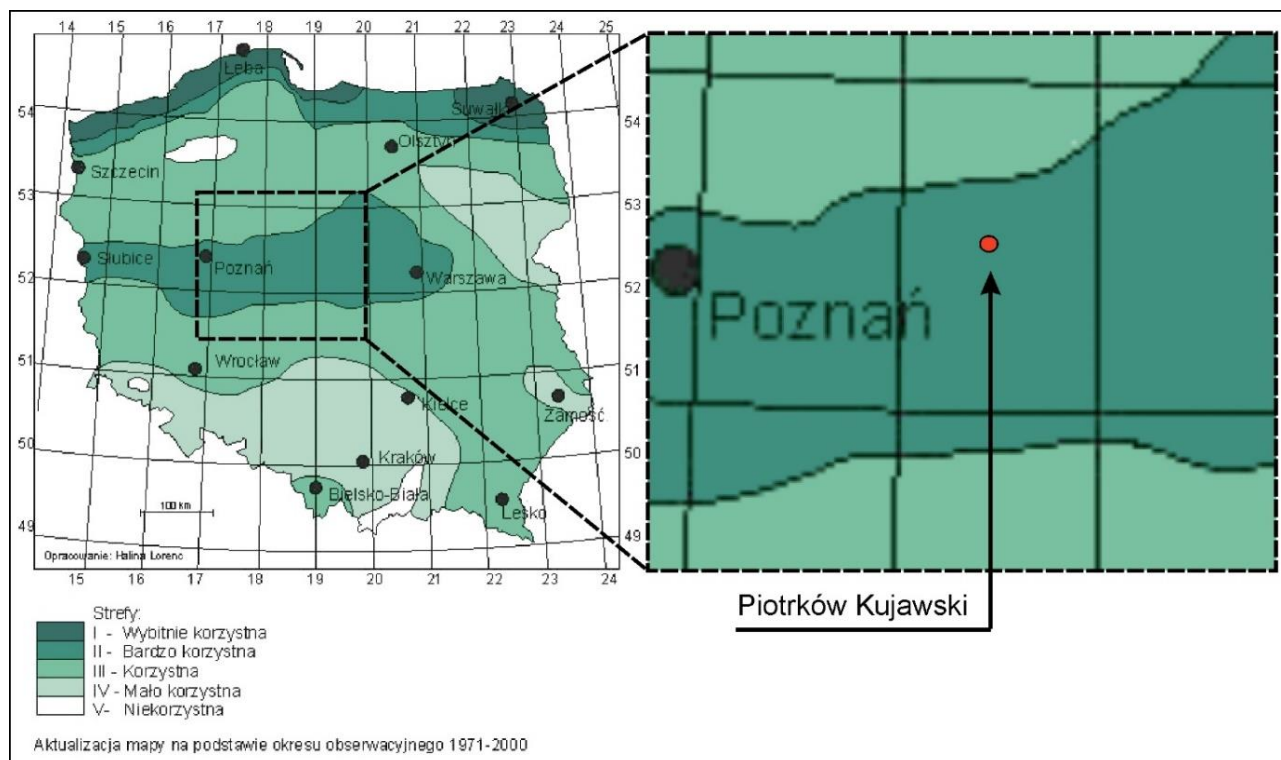 14 15 16 17 18 19 20 21 22 23 24 25
Łeba
Suwałki
54
Olsztyn
Szczecin
53
Słubice
Poznań
Warszawa
52
51
Wrocław
Kielce
Zamość
50
Kraków
Bielsko-Biała
Lesko
100 km
49
Opracowanie: Halina Lorenc
15 16 17 18 19 20 21 22 23 24
54
53
52
51
50
49
Poznań
Piotrków Kujawski
Strefy:
I - Wybitnie korzystna
II - Bardzo korzystna
III - Korzystna
IV - Mało korzystna
V- Niekorzystna
Aktualizacja mapy na podstawie okresu obserwacyjnego 1971-2000